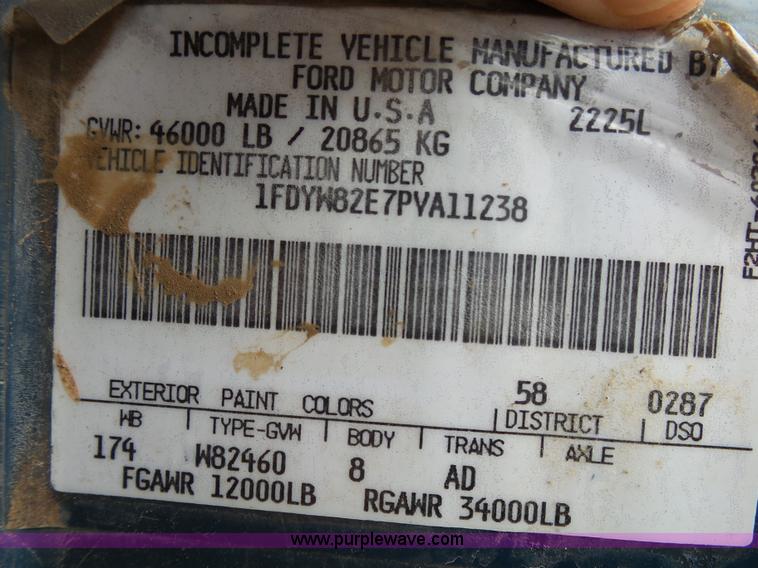 INCOMPLETE VEHICLE MANUFACTURED BY
FORD MOTOR COMPANY
MADE IN U.S.A
2225L
GVWR: 46000 LB / 20865 KG
VEHICLE IDENTIFICATION NUMBER
1FDYW82E7PVA11238
EXTERIOR PAINT COLORS
58 0287
DISTRICT DSO
WB TYPE-GVW BODY TRANS AXLE
174 W82460 8 AD
FGAWR 12000LB RGAWR 34000LB
www.purplewave.com